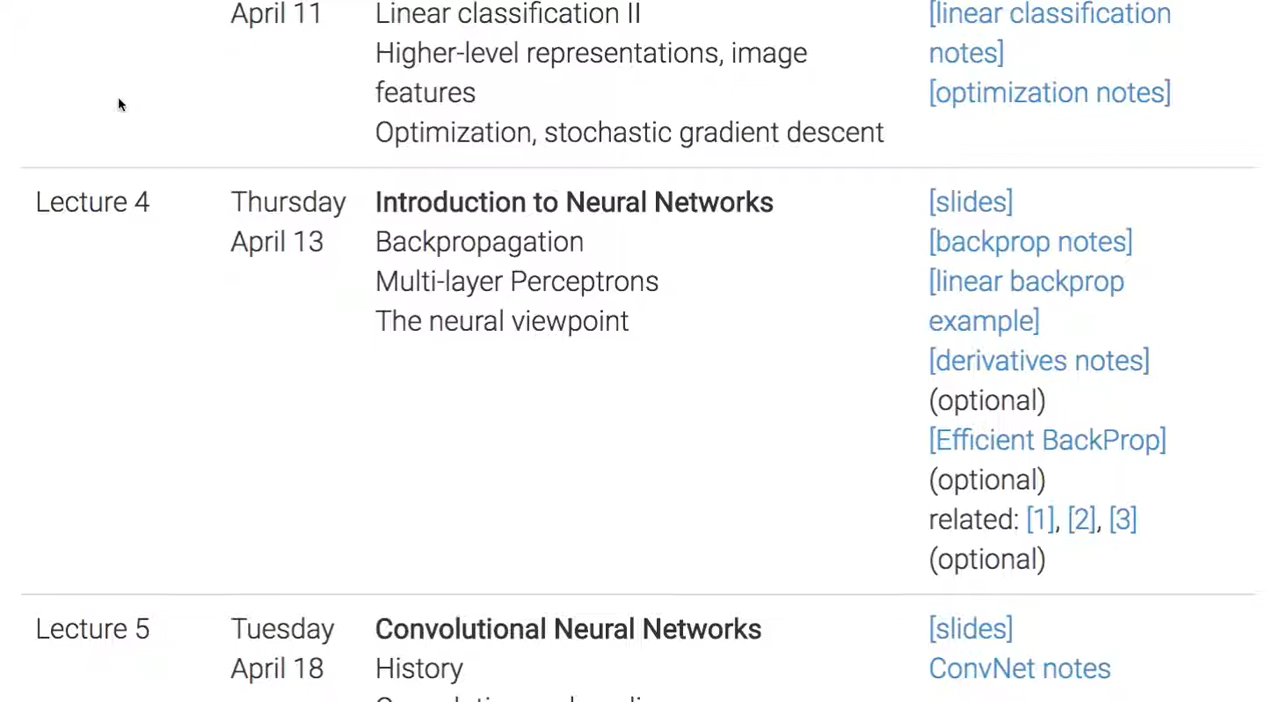 April 11 Linear classification II [linear classification
Higher-level representations, image notes]
features [optimization notes]
Optimization, stochastic gradient descent
Lecture 4 Thursday Introduction to Neural Networks [slides]
April 13 Backpropagation [backprop notes]
Multi-layer Perceptrons [linear backprop
The neural viewpoint example]
[derivatives notes]
(optional)
[Efficient BackProp]
(optional)
related: [1], [2], [3]
(optional)
Lecture 5 Tuesday Convolutional Neural Networks [slides]
April 18 History ConvNet notes